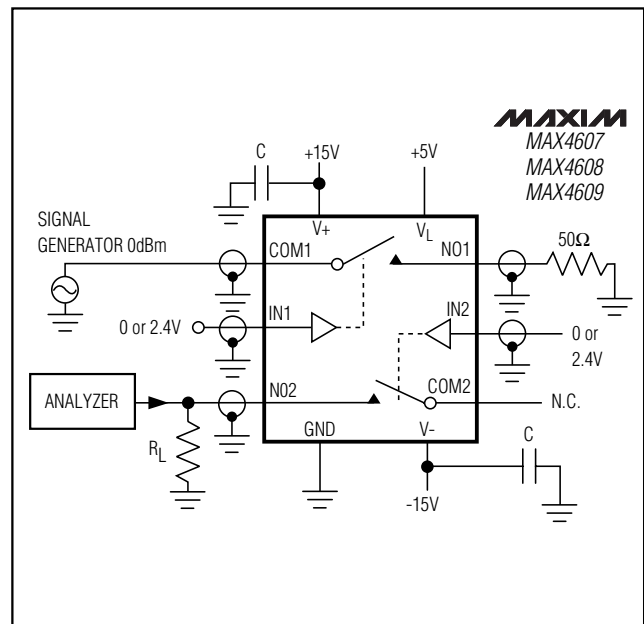 MAXIM
MAX4607
MAX4608
MAX4609
C
+15V
+5V
V+
VL
SIGNAL
GENERATOR 0dBm
COM1
NO1
50Ω
IN1
IN2
0 or 2.4V
0 or
2.4V
ANALYZER
N02
COM2
N.C.
RL
GND
V-
C
-15V